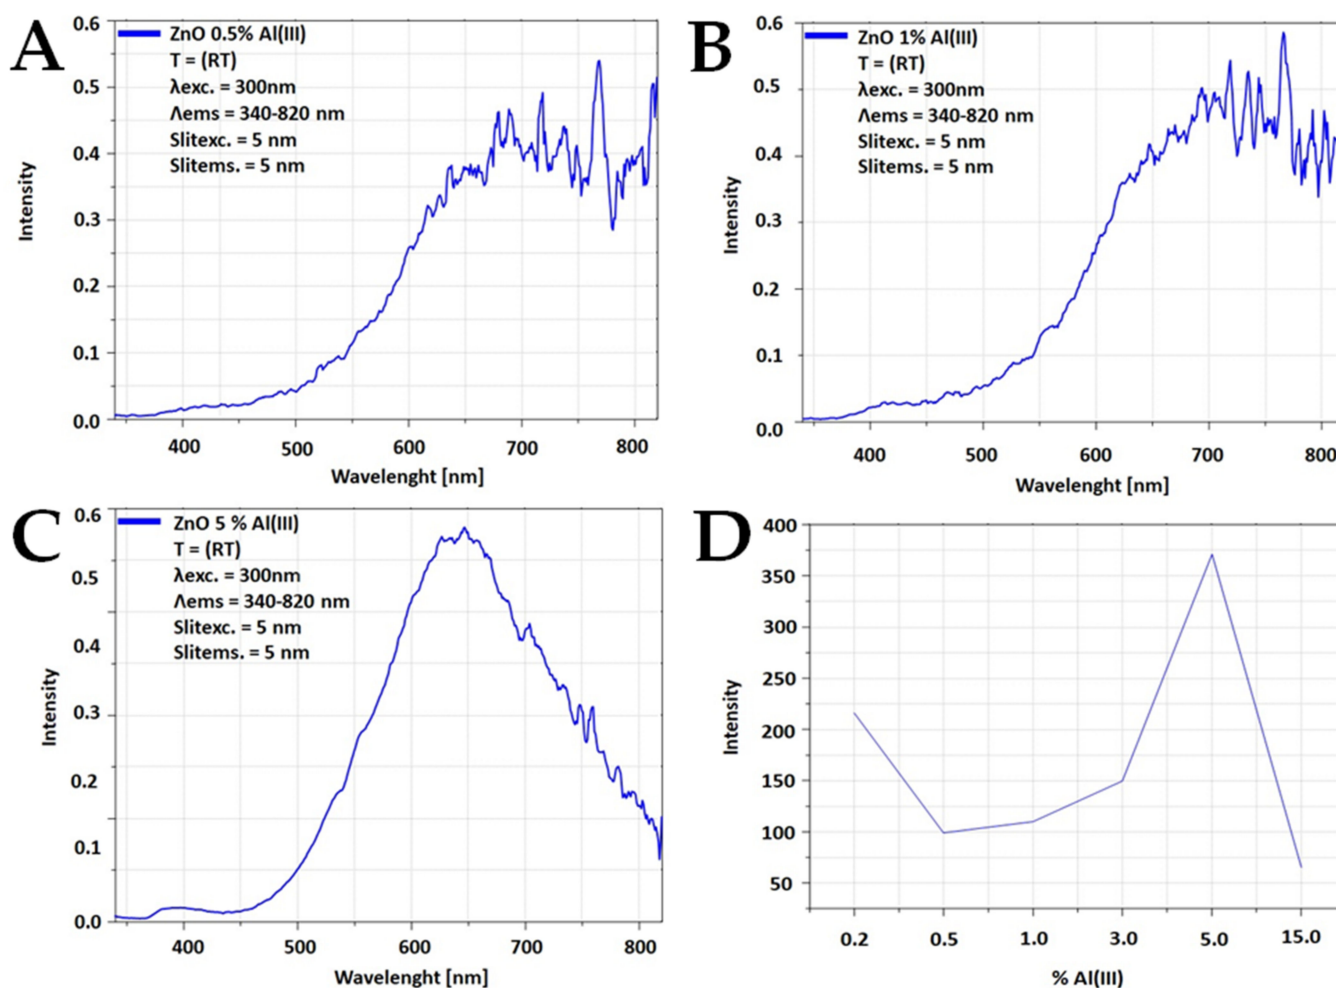 A
ZnO 0.5% Al(III)
T = (RT)
λexc. = 300nm
Λems = 340-820 nm
Slitexc. = 5 nm
Slitems. = 5 nm
0.6
0.5
0.4
0.3
0.2
0.1
0.0
Intensity
400 500 600 700 800
Wavelenght [nm]
B
ZnO 1% Al(III)
T = (RT)
λexc. = 300nm
Λems = 340-820 nm
Slitexc. = 5 nm
Slitems. = 5 nm
0.6
0.5
0.4
0.3
0.2
0.1
0.0
Intensity
400 500 600 700 800
Wavelenght [nm]
C
ZnO 5 % Al(III)
T = (RT)
λexc. = 300nm
Λems = 340-820 nm
Slitexc. = 5 nm
Slitems. = 5 nm
0.6
0.5
0.4
0.3
0.2
0.1
0.0
Intensity
400 500 600 700 800
Wavelenght [nm]
D
400
350
300
250
200
150
100
50
Intensity
0.2 0.5 1.0 3.0 5.0 15.0
% Al(III)